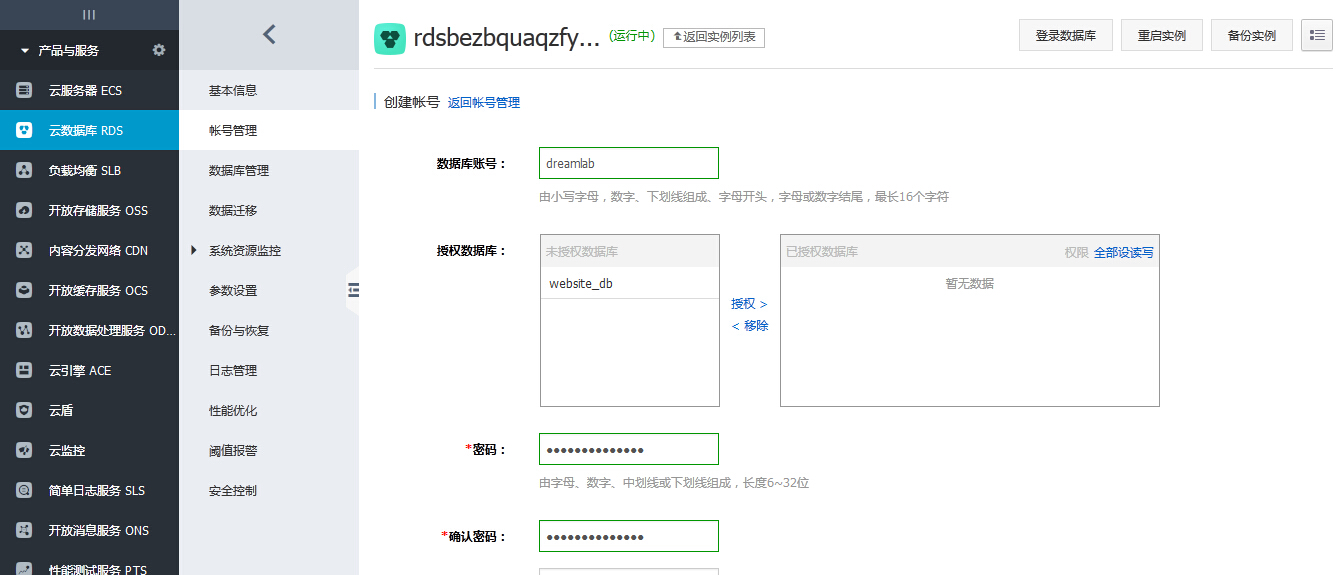 产品与服务
云服务器 ECS
云数据库 RDS
负载均衡 SLB
开放存储服务 OSS
内容分发网络 CDN
开放缓存服务 OCS
开放数据处理服务 OD...
云引擎 ACE
云盾
云监控
简单日志服务 SLS
开放消息服务 ONS
性能测试服务 PTS
基本信息
帐号管理
数据库管理
数据迁移
系统资源监控
参数设置
备份与恢复
日志管理
性能优化
阈值报警
安全控制
rdsbezbquaqzfy... (运行中) 返回实例列表
登录数据库 重启实例 备份实例
创建帐号 返回帐号管理
数据库账号： dreamlab
由小写字母，数字、下划线组成、字母开头，字母或数字结尾，最长16个字符
授权数据库： 未授权数据库 已授权数据库 权限 全部设读写
website_db 暂无数据
授权 >
< 移除
*密码： ●●●●●●●●●●●●●●
由字母、数字、中划线或下划线组成，长度6~32位
*确认密码： ●●●●●●●●●●●●●●